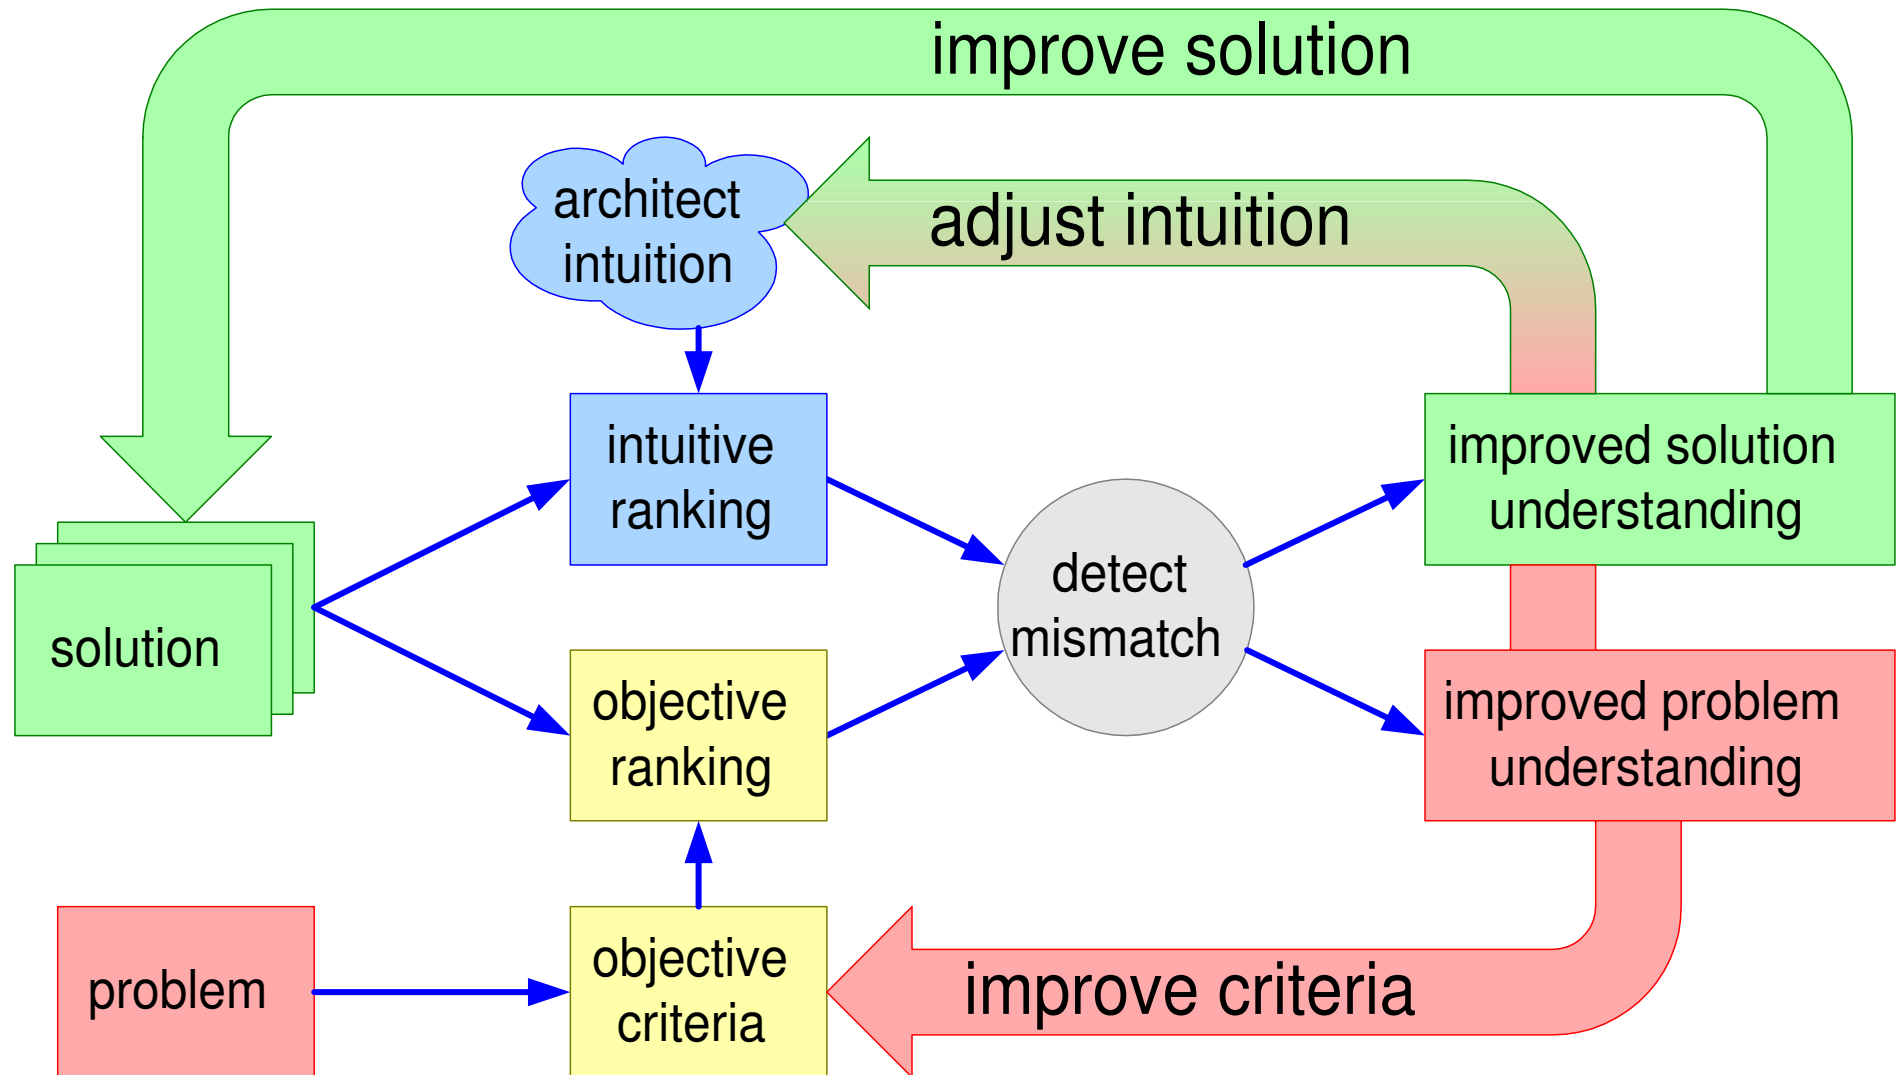 improve solution
architect
intuition
adjust intuition
intuitive
ranking
improved solution
understanding
detect
mismatch
solution
objective
ranking
improved problem
understanding
problem
objective
criteria
improve criteria